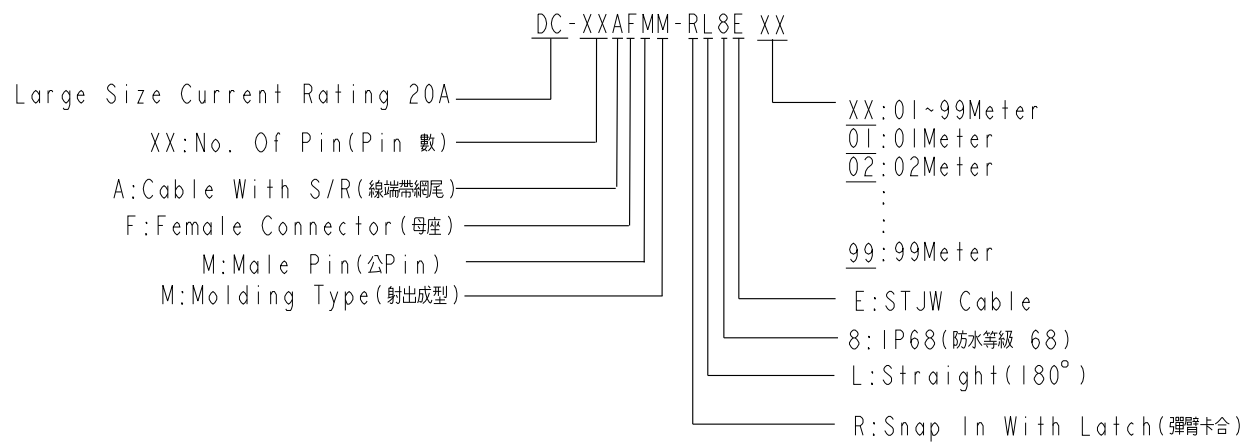 DC-XXAFMM-RL8E XX
Large Size Current Rating 20A
XX:No. Of Pin(Pin 數)
A:Cable With S/R(線端帶網尾)
F:Female Connector(母座)
M:Male Pin(公Pin)
M:Molding Type(射出成型)
XX:01~99Meter
01:01Meter
02:02Meter
:
:
99:99Meter
E:STJW Cable
8:IP68(防水等級 68)
L:Straight(180°)
R:Snap In With Latch(彈臂卡合)